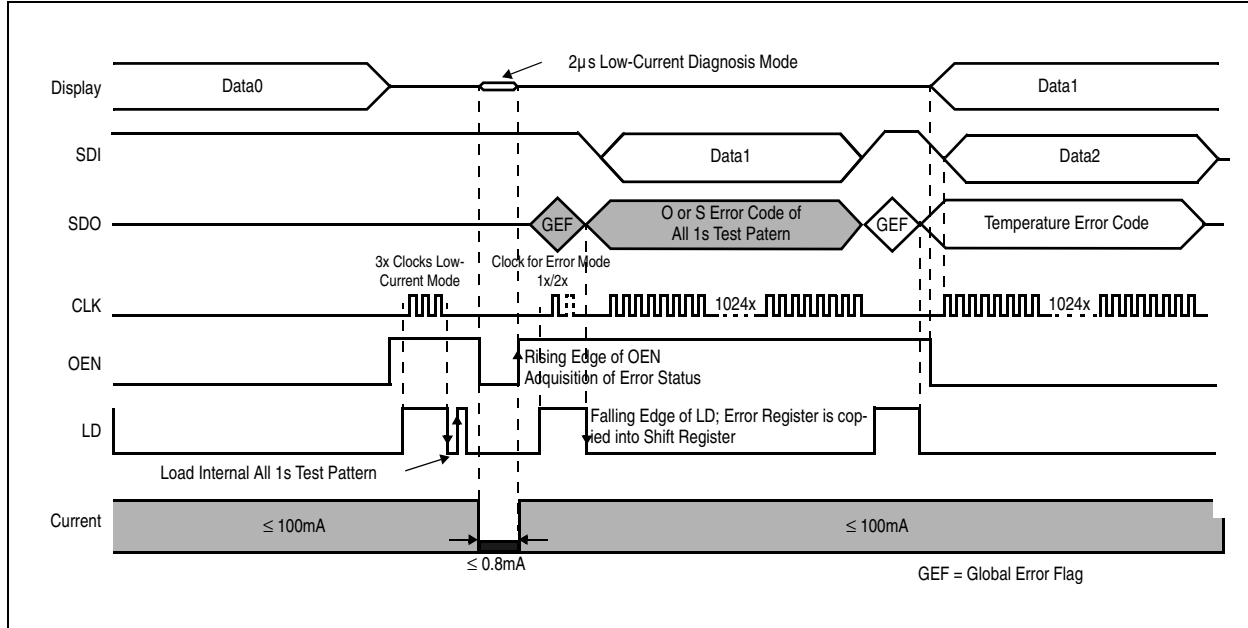 2µs Low-Current Diagnosis Mode
Display
Data0
Data1
SDI
Data1
Data2
SDO
GEF
O or S Error Code of
All 1s Test Patern
GEF
Temperature Error Code
3x Clocks Low-
Current Mode
Clock for Error Mode
1x/2x
CLK
1024x
1024x
OEN
Rising Edge of OEN
Acquisition of Error Status
LD
Falling Edge of LD; Error Register is cop-
ied into Shift Register
Load Internal All 1s Test Pattern
Current
≤ 100mA
≤ 100mA
≤ 0.8mA
GEF = Global Error Flag